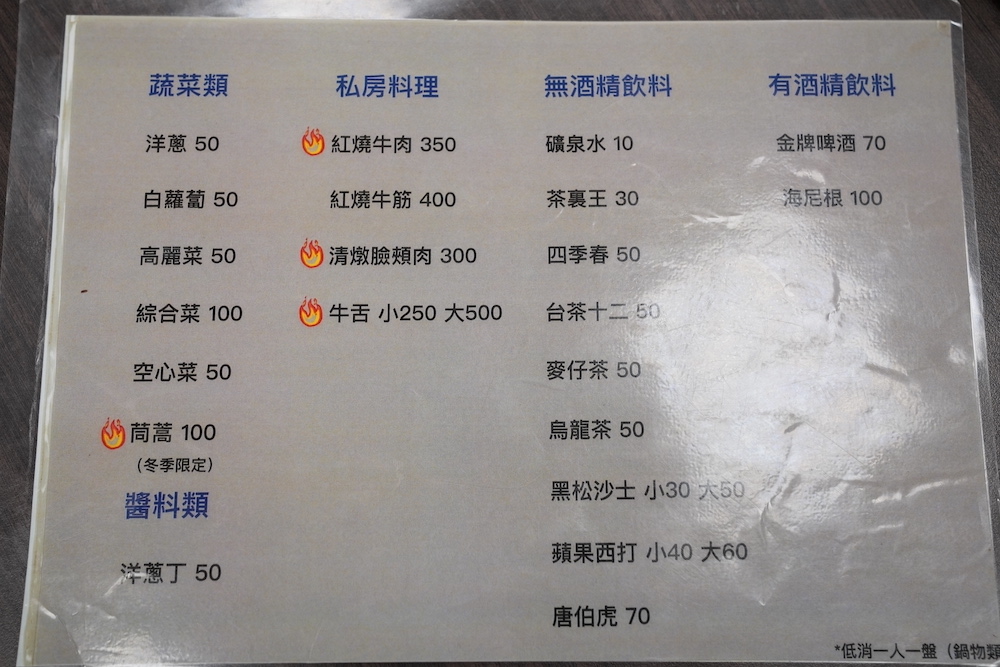 蔬菜類
洋蔥 50
白蘿蔔 50
高麗菜 50
綜合菜 100
空心菜 50
茼蒿 100
(冬季限定)
醬料類
洋蔥丁 50
私房料理
紅燒牛肉 350
紅燒牛筋 400
清燉臉頰肉 300
牛舌 小250 大500
無酒精飲料
礦泉水 10
茶裏王 30
四季春 50
台茶十二 50
麥仔茶 50
烏龍茶 50
黑松沙士 小30 大50
蘋果西打 小40 大60
唐伯虎 70
有酒精飲料
金牌啤酒 70
海尼根 100
*低消一人一盤（鍋物類